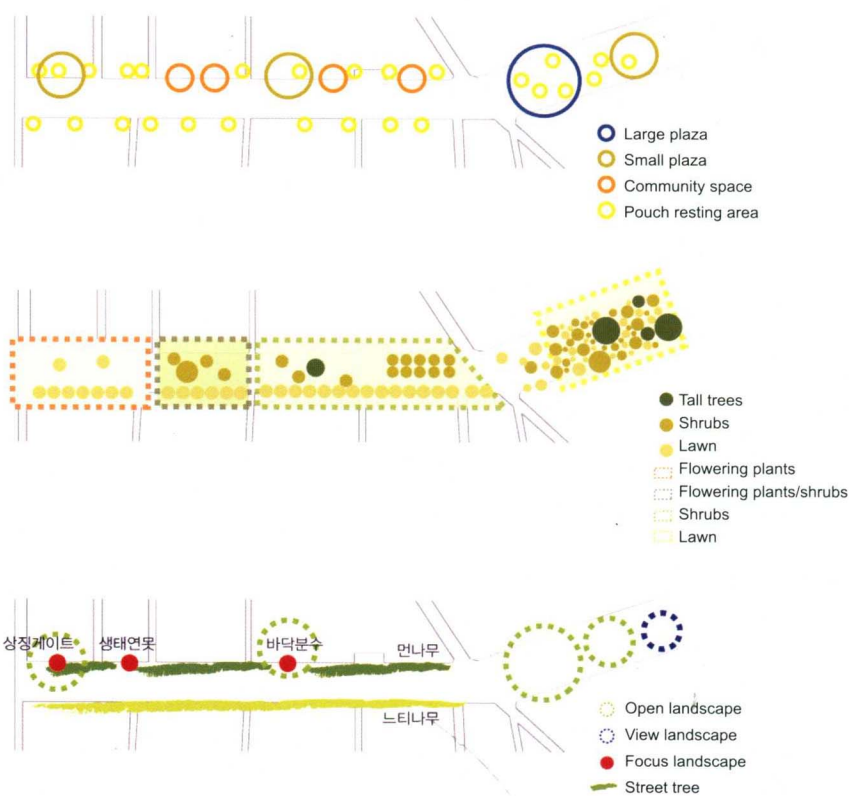 Large plaza
Small plaza
Community space
Pouch resting area
Tall trees
Shrubs
Lawn
Flowering plants
Flowering plants/shrubs
Shrubs
Lawn
상징게이트 생태연못 바닥분수 먼나무
느티나무
Open landscape
View landscape
Focus landscape
Street tree